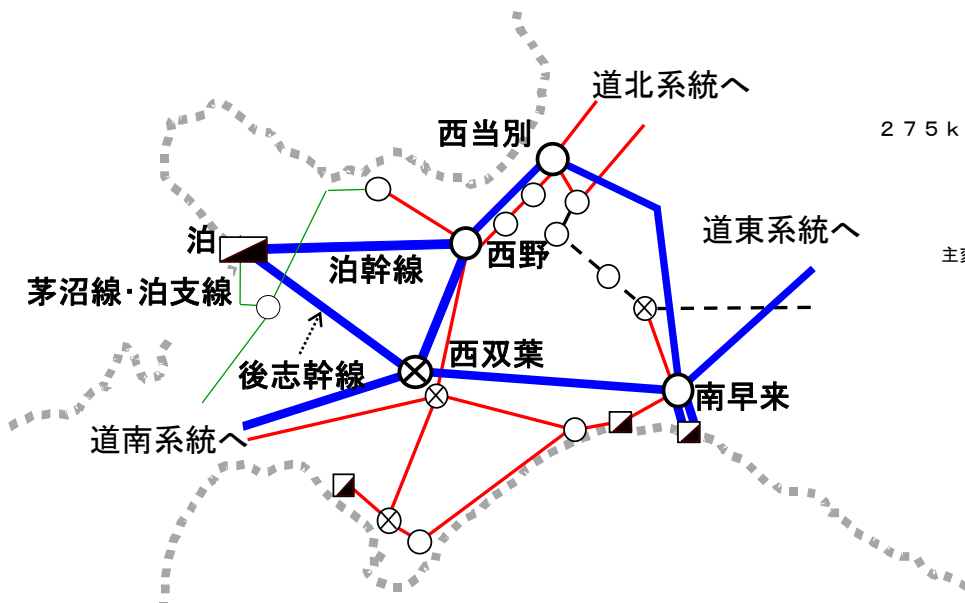 道北系統へ
西当別
275k
道東系統へ
泊
西野
主変
泊幹線
茅沼線・泊支線
西双葉
後志幹線
南早来
道南系統へ